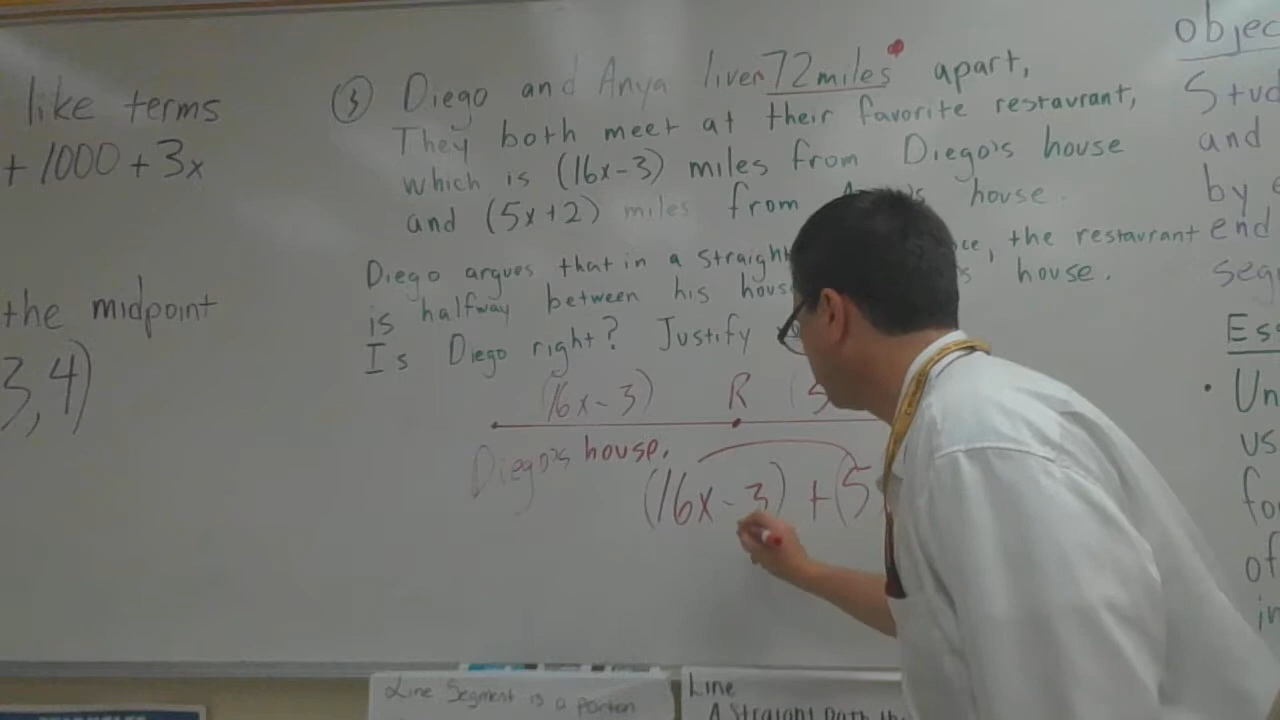 like terms
+ 1000 + 3x
the midpoint
3,4)
③ Diego and Anya liven 72 miles apart,
They both meet at their favorite restaurant,
which is (16x-3) miles from Diego's house
and (5x+2) miles from house.
Diego argues that in a straight the restaurant
is halfway between his house.
Is Diego right? Justify
(16x-3) R (5
Diego's house.
(16x-3) + (5
Objec
Stud
and
by e
end
seg
Ess
• Un
us
fo
of
in
Line Segment is a portion
Line
A Straight path th